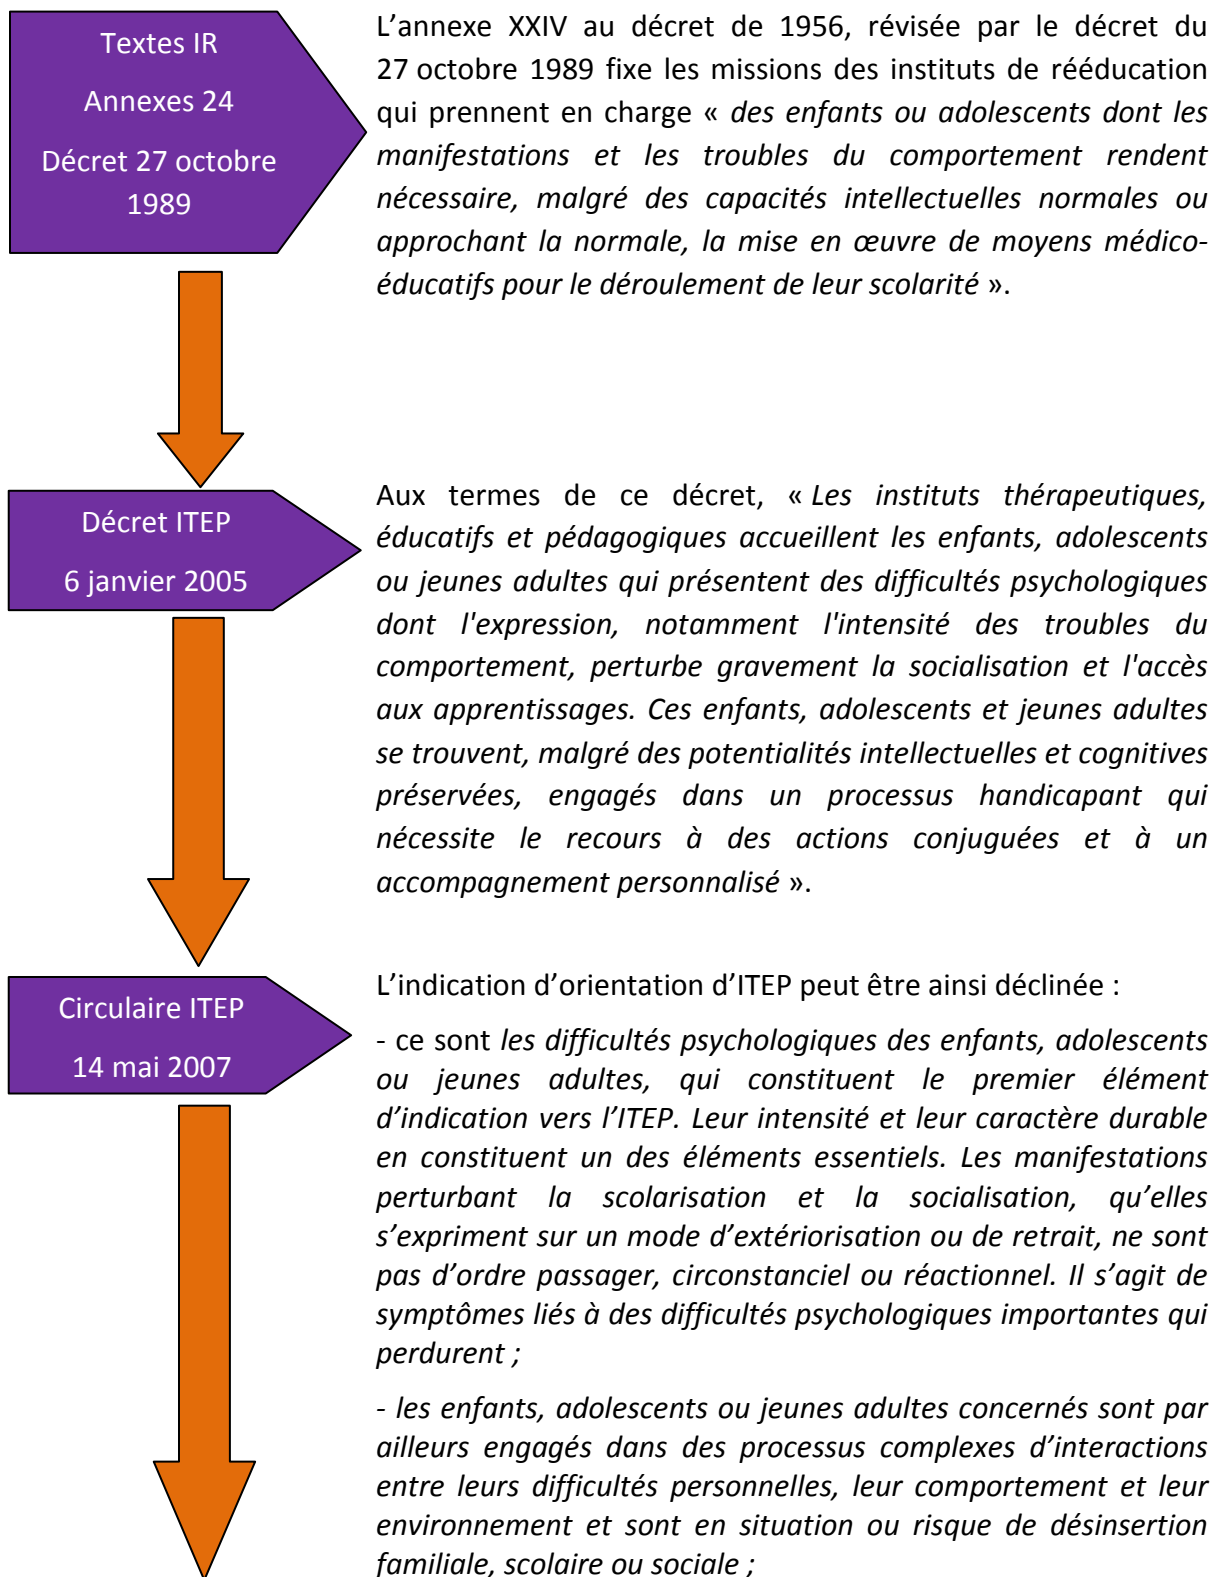 Textes IR
Annexes 24
Décret 27 octobre
1989
L’annexe XXIV au décret de 1956, révisée par le décret du
27 octobre 1989 fixe les missions des instituts de rééducation
qui prennent en charge « des enfants ou adolescents dont les
manifestations et les troubles du comportement rendent
nécessaire, malgré des capacités intellectuelles normales ou
approchant la normale, la mise en œuvre de moyens médico-
éducatifs pour le déroulement de leur scolarité ».
Décret ITEP
6 janvier 2005
Aux termes de ce décret, « Les instituts thérapeutiques,
éducatifs et pédagogiques accueillent les enfants, adolescents
ou jeunes adultes qui présentent des difficultés psychologiques
dont l'expression, notamment l'intensité des troubles du
comportement, perturbe gravement la socialisation et l'accès
aux apprentissages. Ces enfants, adolescents et jeunes adultes
se trouvent, malgré des potentialités intellectuelles et cognitives
préservées, engagés dans un processus handicapant qui
nécessite le recours à des actions conjuguées et à un
accompagnement personnalisé ».
Circulaire ITEP
14 mai 2007
L’indication d’orientation d’ITEP peut être ainsi déclinée :
- ce sont les difficultés psychologiques des enfants, adolescents
ou jeunes adultes, qui constituent le premier élément
d’indication vers l’ITEP. Leur intensité et leur caractère durable
en constituent un des éléments essentiels. Les manifestations
perturbant la scolarisation et la socialisation, qu’elles
s’expriment sur un mode d’extériorisation ou de retrait, ne sont
pas d’ordre passager, circonstanciel ou réactionnel. Il s’agit de
symptômes liés à des difficultés psychologiques importantes qui
perdurent ;
- les enfants, adolescents ou jeunes adultes concernés sont par
ailleurs engagés dans des processus complexes d’interactions
entre leurs difficultés personnelles, leur comportement et leur
environnement et sont en situation ou risque de désinsertion
familiale, scolaire ou sociale ;